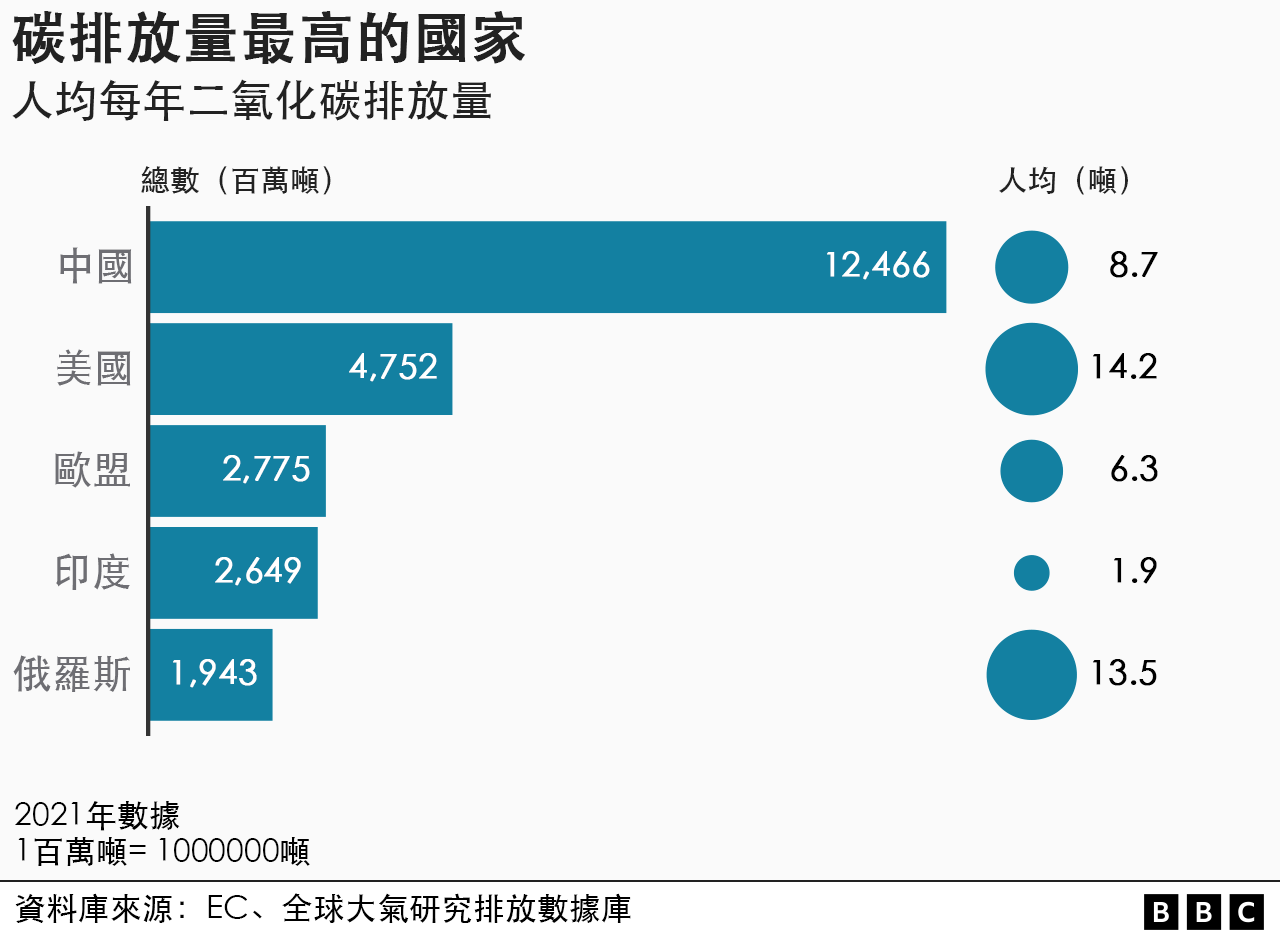 碳排放量最高的國家
人均每年二氧化碳排放量
總數（百萬噸） 人均（噸）
中國 12,466 8.7
美國 4,752 14.2
歐盟 2,775 6.3
印度 2,649 1.9
俄羅斯 1,943 13.5
2021年數據
1百萬噸= 1000000噸
資料庫來源：EC、全球大氣研究排放數據庫
BBC